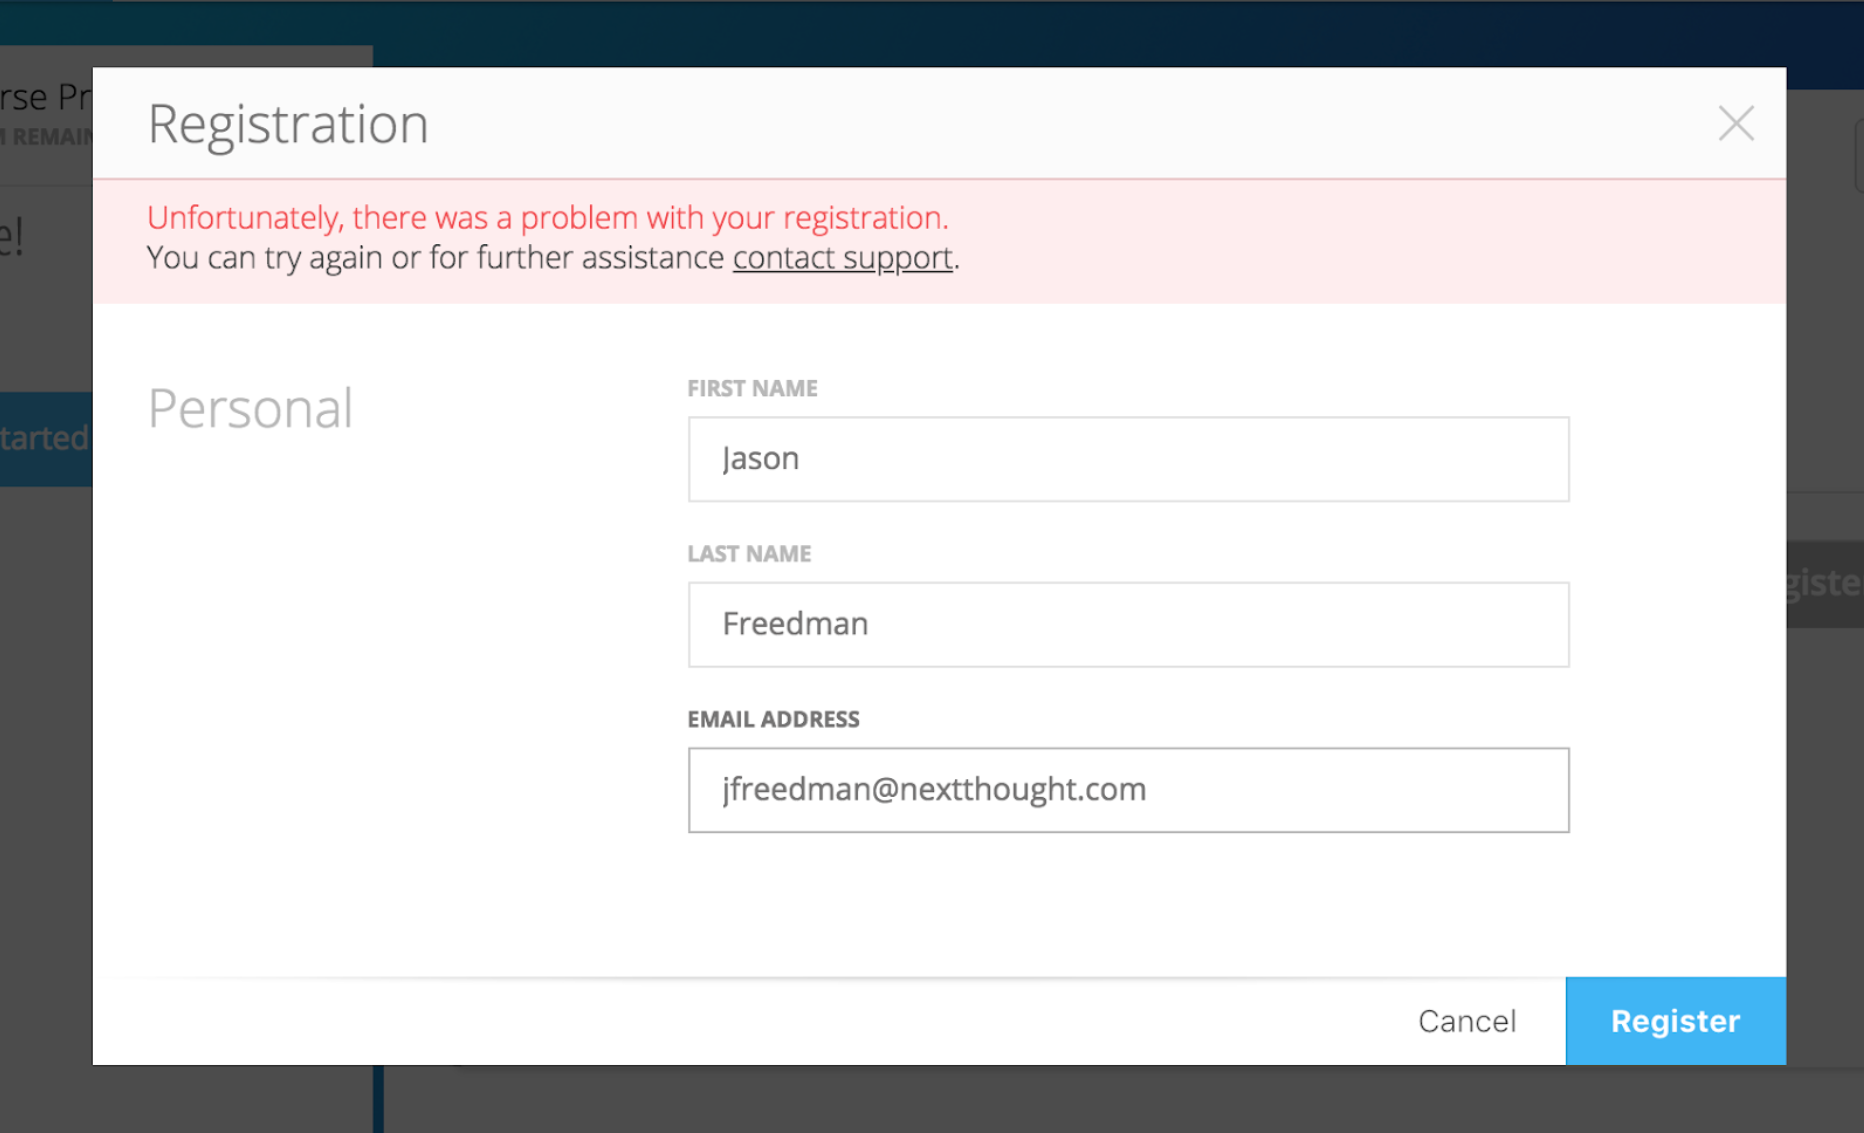 Registration
Unfortunately, there was a problem with your registration.
You can try again or for further assistance contact support.
Personal
FIRST NAME
Jason
LAST NAME
Freedman
EMAIL ADDRESS
jfreedman@nextthought.com
Cancel
Register
rse Pr
REMAIN
e!
tarted
giste